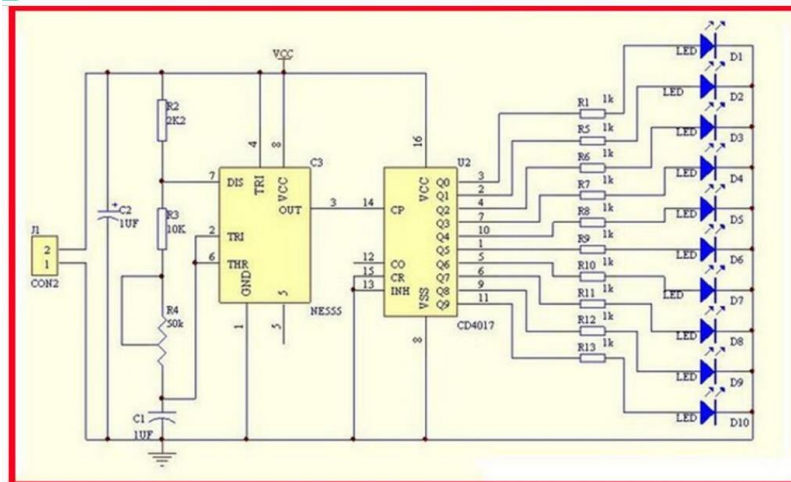 VCC
J1
2
1
CON2
C2
1UF
R2
2K2
R3
10K
R4
50k
C1
1UF
C3
4
8
7
DIS
TRI
VCC
OUT
3
2
TRI
6
THR
GND
1
5
5
NE555
U2
16
VCC
14
CP
12
CO
15
CR
13
INH
VSS
8
CD4017
Q0
3
Q1
2
Q2
4
Q3
7
Q4
10
Q5
1
Q6
5
Q7
6
Q8
9
Q9
11
R1
1k
R5
1k
R6
1k
R7
1k
R8
1k
R9
1k
R10
1k
R11
1k
R12
1k
R13
1k
LED
D1
LED
D2
LED
D3
LED
D4
LED
D5
LED
D6
LED
D7
LED
D8
LED
D9
LED
D10